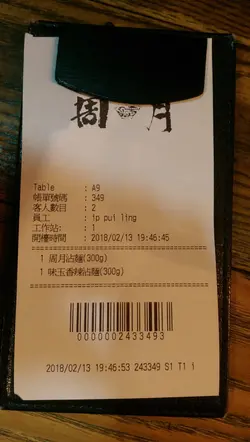 周月
Table : A9
帳單號碼 : 349
客人數目 : 2
員工 : ip pui ling
工作站: : 1
開檯時間 : 2018/02/13 19:46:45
1 周月沾麵(300g)
1 味玉香辣沾麵(300g)
0000002433493
2018/02/13 19:46:53 243349 S1 T1 1